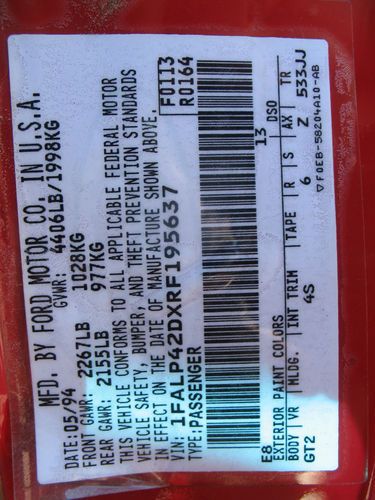 MFD. BY FORD MOTOR CO. IN U.S.A.
DATE: 05/94 GVWR: 4406LB/1998KG
FRONT GAWR: 2267LB 1028KG
REAR GAWR: 2155LB 977KG
THIS VEHICLE CONFORMS TO ALL APPLICABLE FEDERAL MOTOR
VEHICLE SAFETY, BUMPER, AND THEFT PREVENTION STANDARDS
IN EFFECT ON THE DATE OF MANUFACTURE SHOWN ABOVE.
VIN: 1FALP42DXRF195637 F0113
TYPE: PASSENGER R0164
E8 13 DSO
EXTERIOR PAINT COLORS
BODY VR MLDG. INT TRIM TAPE R S AX TR
GT2 4S 6 Z 533JJ
▽ F0EB-58204A10-AB